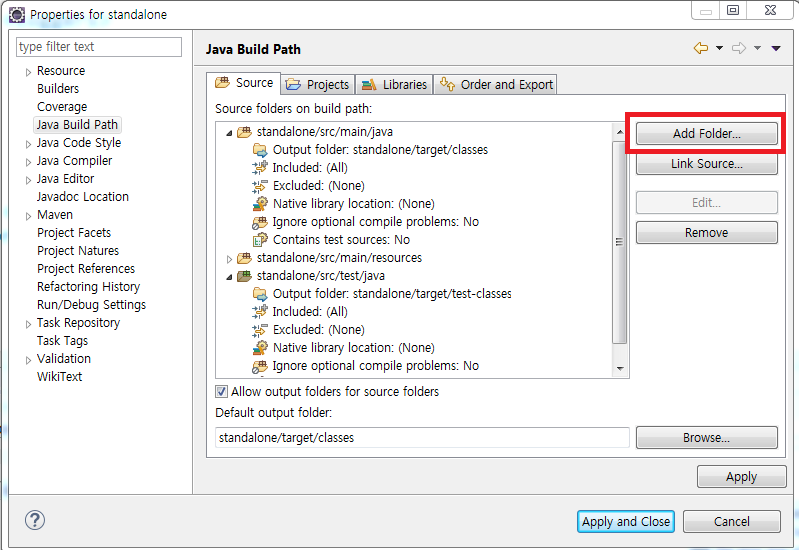 Properties for standalone
type filter text
Resource
Builders
Coverage
Java Build Path
Java Code Style
Java Compiler
Java Editor
Javadoc Location
Maven
Project Facets
Project Natures
Project References
Refactoring History
Run/Debug Settings
Task Repository
Task Tags
Validation
WikiText
Java Build Path
Source
Projects
Libraries
Order and Export
Source folders on build path:
standalone/src/main/java
Output folder: standalone/target/classes
Included: (All)
Excluded: (None)
Native library location: (None)
Ignore optional compile problems: No
Contains test sources: No
standalone/src/main/resources
standalone/src/test/java
Output folder: standalone/target/test-classes
Included: (All)
Excluded: (None)
Native library location: (None)
Ignore optional compile problems: No
Add Folder...
Link Source...
Edit...
Remove
Allow output folders for source folders
Default output folder:
standalone/target/classes
Browse...
Apply
Apply and Close
Cancel